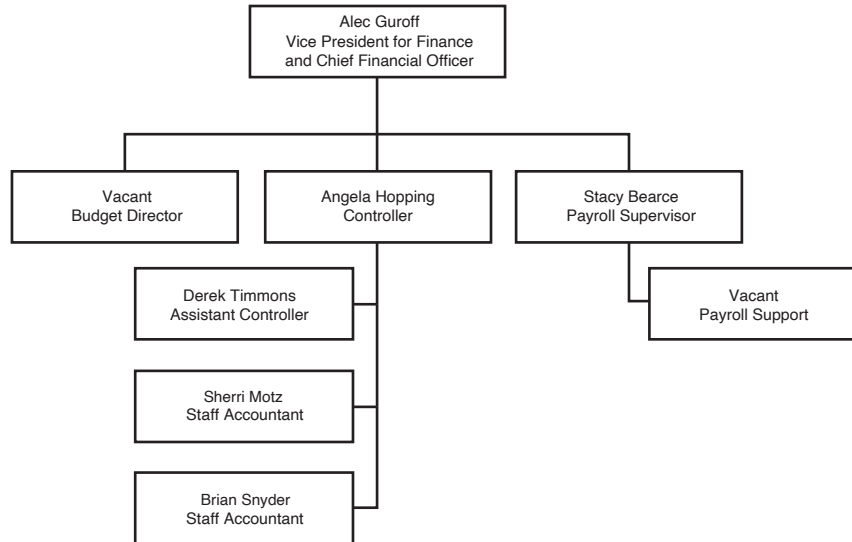 Alec Guroff
Vice President for Finance
and Chief Financial Officer
Vacant
Budget Director
Angela Hopping
Controller
Stacy Bearce
Payroll Supervisor
Derek Timmons
Assistant Controller
Vacant
Payroll Support
Sherri Motz
Staff Accountant
Brian Snyder
Staff Accountant